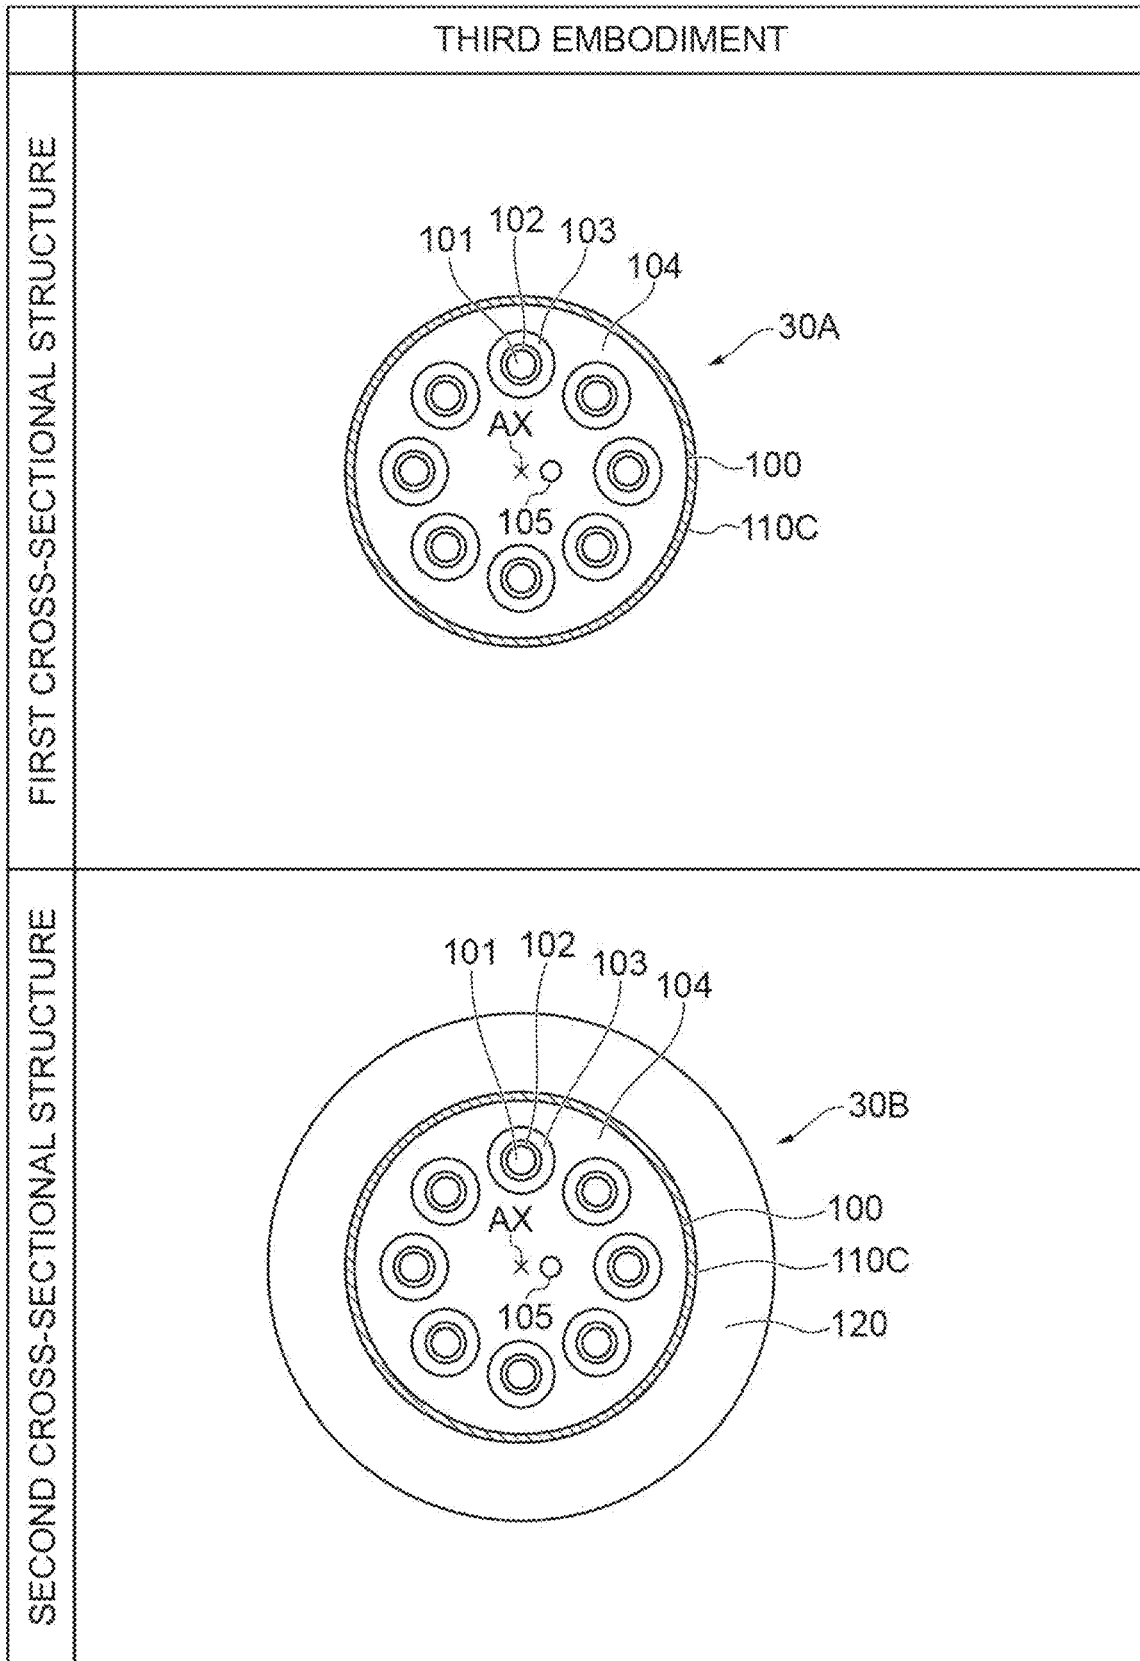 THIRD EMBODIMENT
FIRST CROSS-SECTIONAL STRUCTURE
102
101
103
104
30A
AX
100
105
110C
SECOND CROSS-SECTIONAL STRUCTURE
101
102
103
104
30B
100
AX
110C
105
120